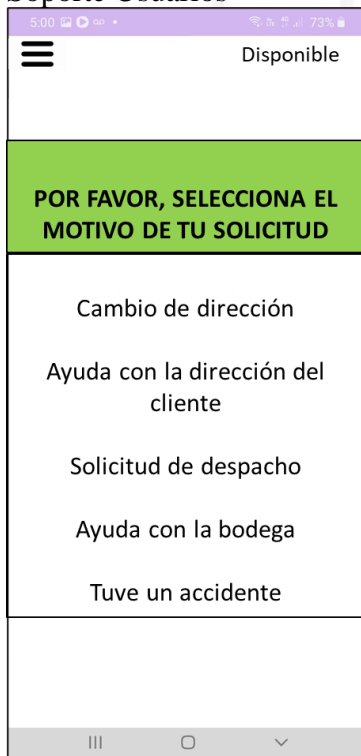 Soporte Usuarios
5:00
73%
Disponible
POR FAVOR, SELECCIONA EL
MOTIVO DE TU SOLICITUD
Cambio de dirección
Ayuda con la dirección del
cliente
Solicitud de despacho
Ayuda con la bodega
Tuve un accidente